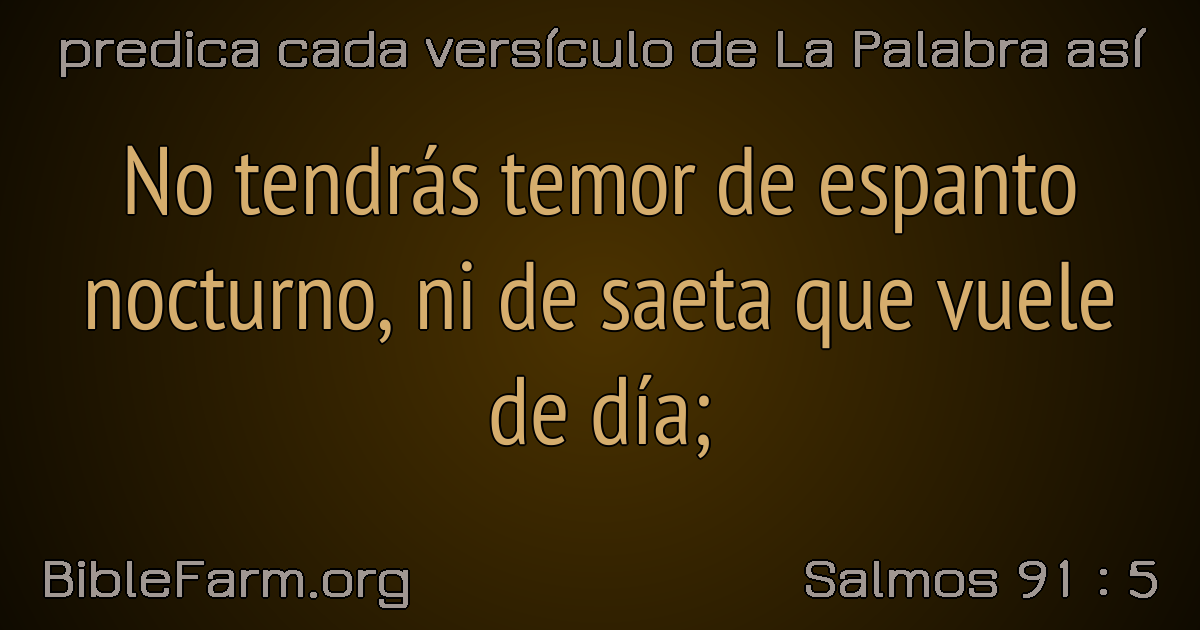 predica cada versículo de La Palabra así
No tendrás temor de espanto
nocturno, ni de saeta que vuele
de día;
BibleFarm.org
Salmos 91 : 5